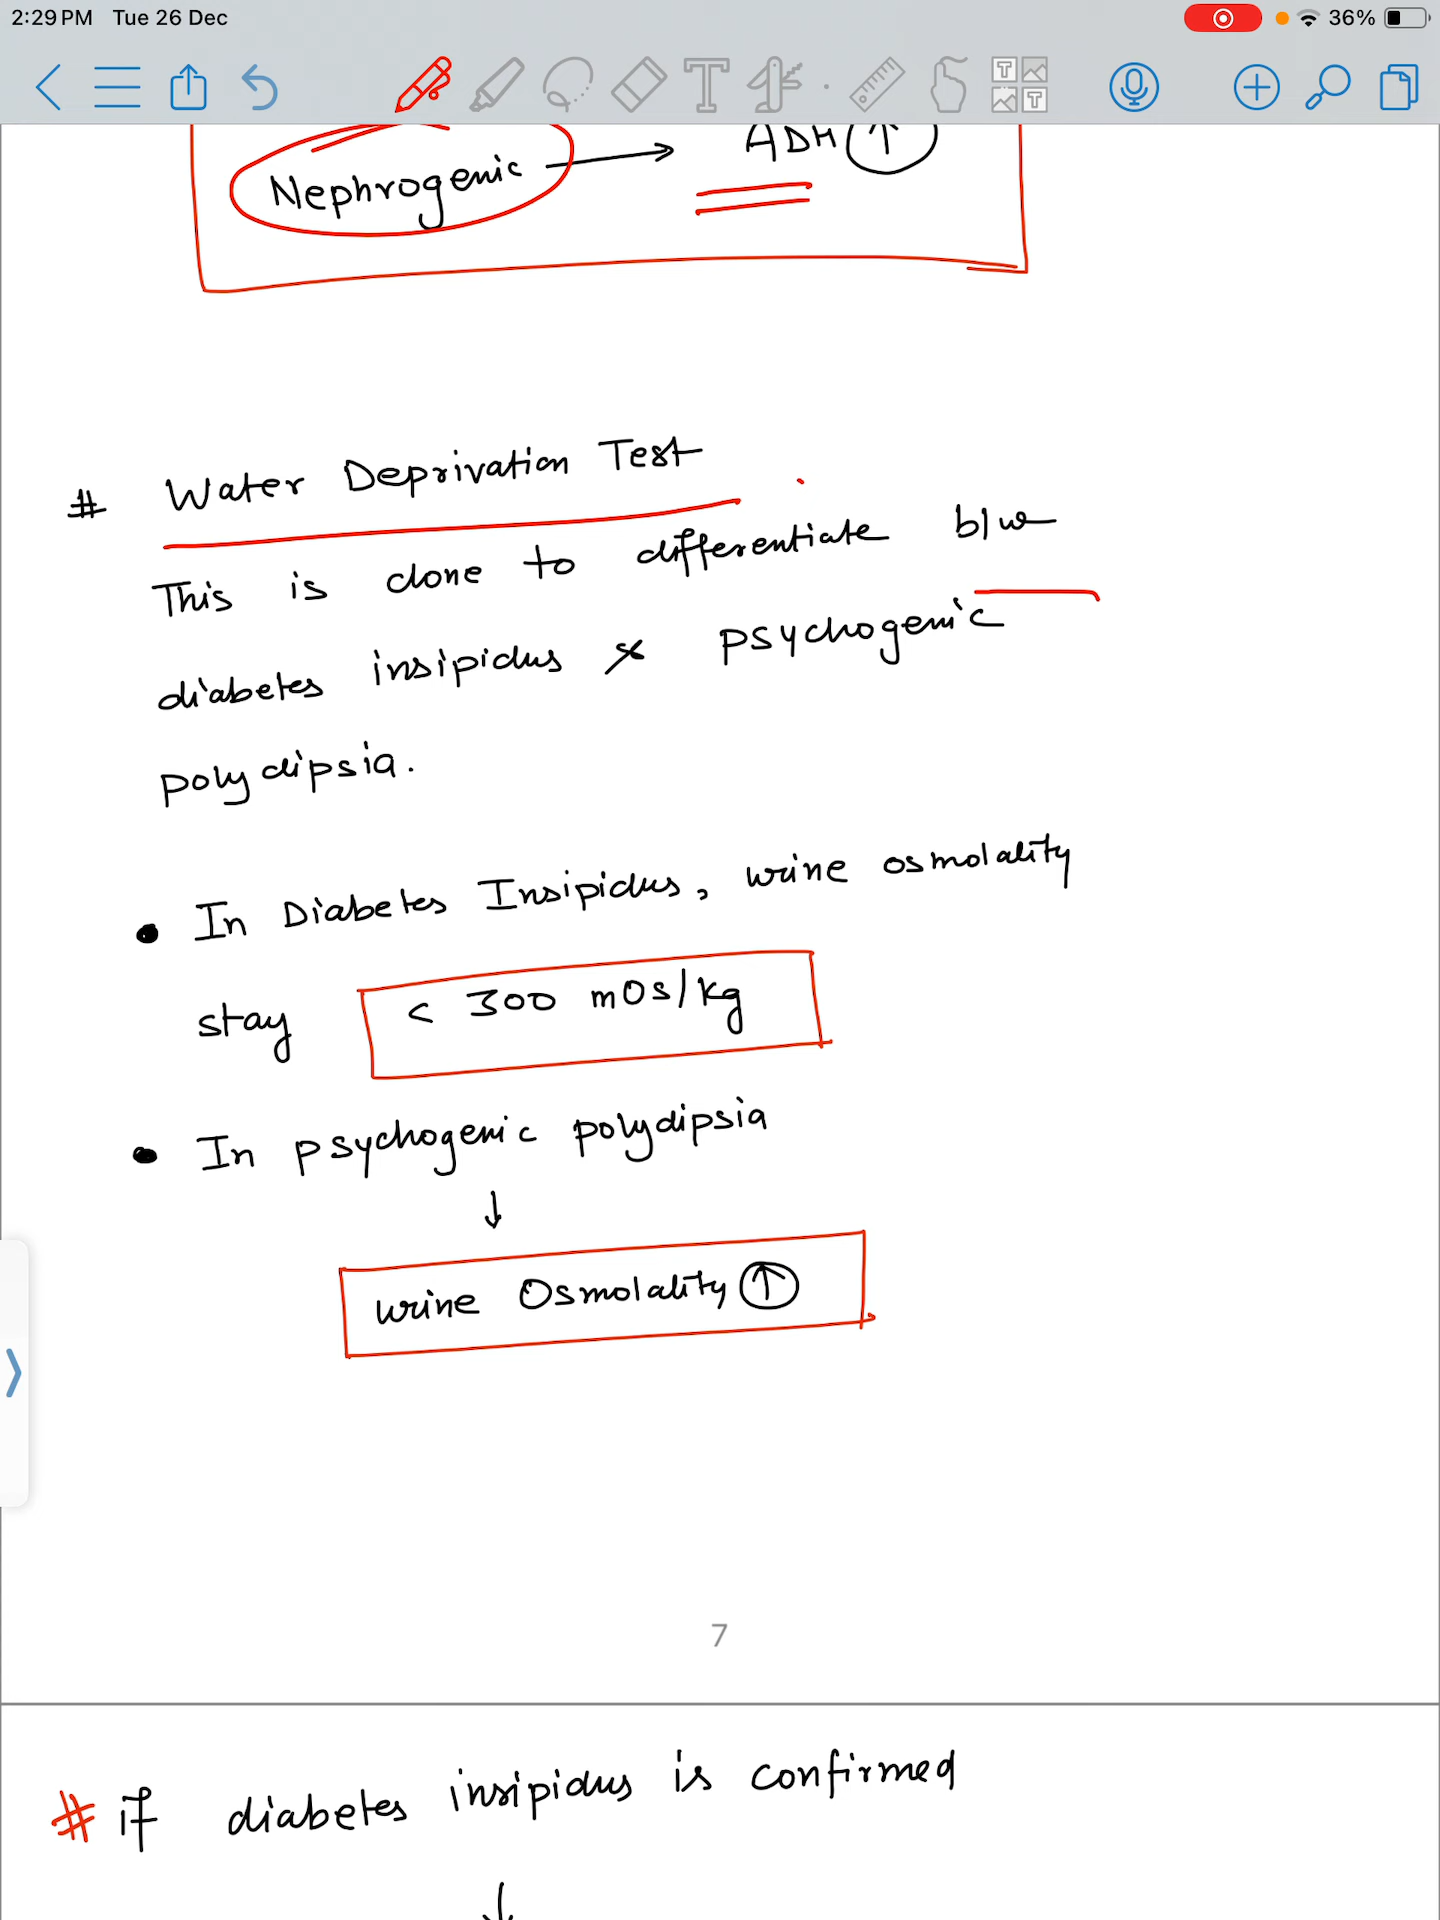 2:29 PM Tue 26 Dec 36%
ADH ↑
Nephrogenic →
# Water Deprivation Test
This is done to differentiate b/w
diabetes insipidus & psychogenic
polydipsia.
• In Diabetes Insipidus, urine osmolality
stay < 300 mOs/kg
• In psychogenic polydipsia
↓
urine Osmolality ↑
7
# if diabetes insipidus is confirmed
↓